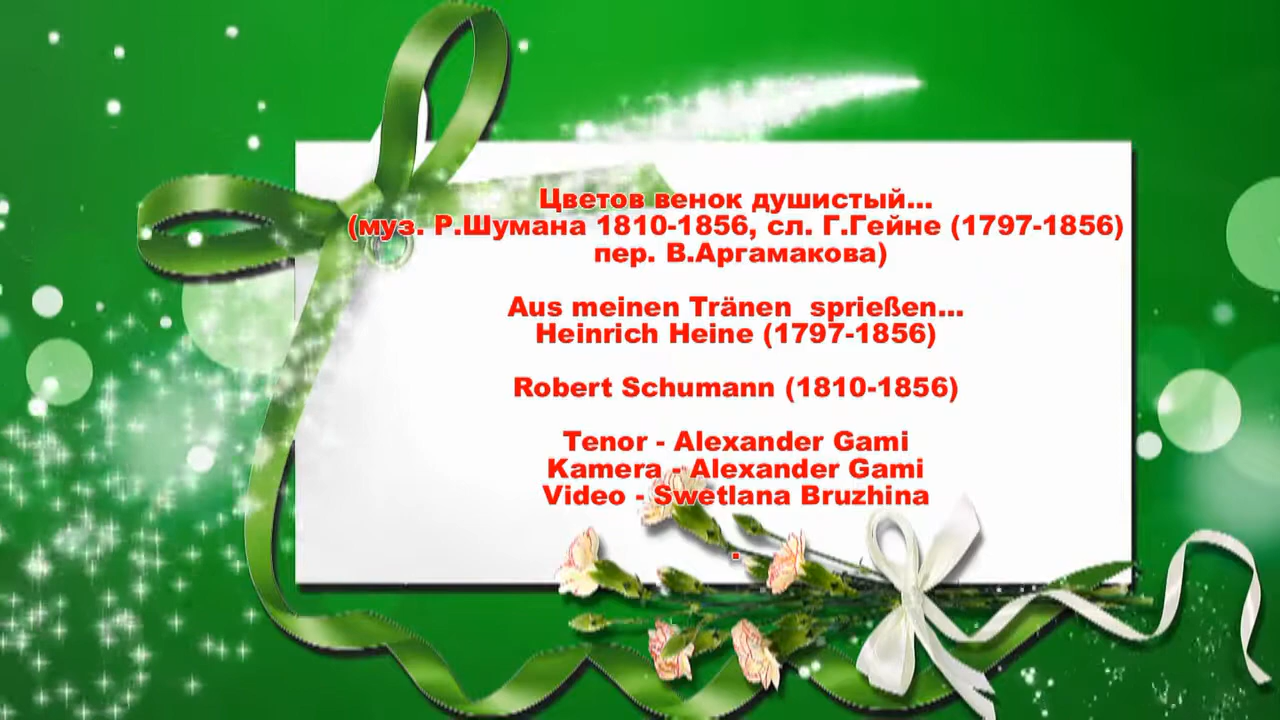 Цветов венок душистый...
(муз. Р.Шумана 1810-1856, сл. Г.Гейне (1797-1856)
пер. В.Аргамакова)
Aus meinen Tränen  sprießen...
Heinrich Heine (1797-1856)
Robert Schumann (1810-1856)
Tenor - Alexander Gami
Kamera - Alexander Gami
Video - Swetlana Bruzhina
.